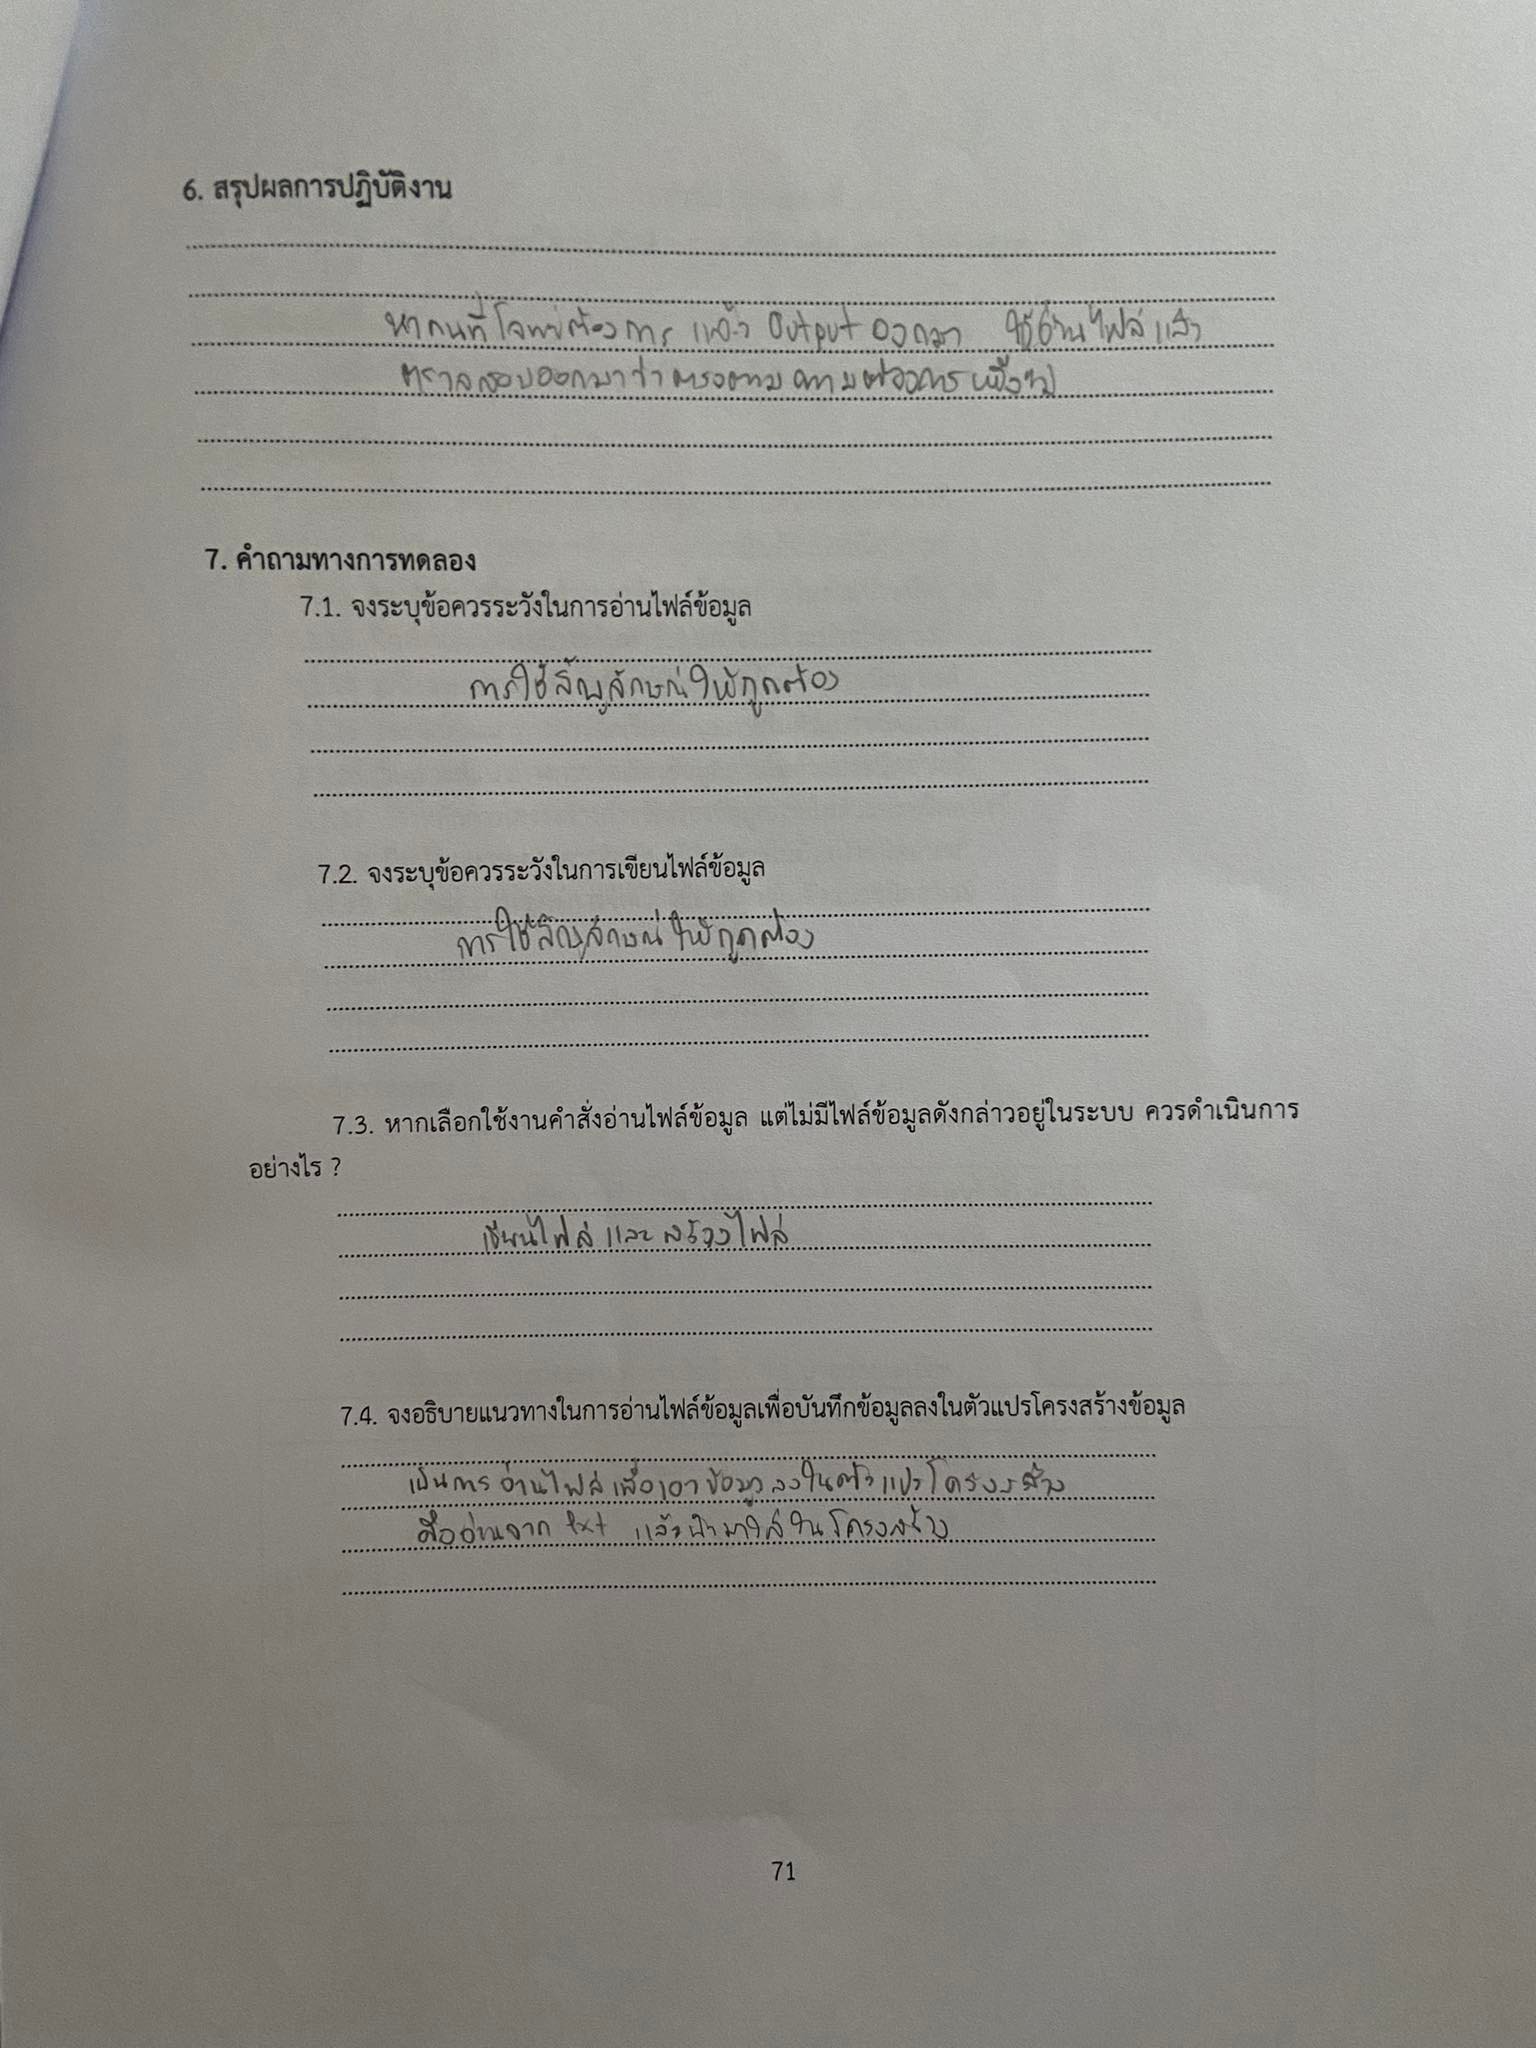 6. สรุปผลการปฏิบัติงาน
หาคนที่โจทย์ต้องการ แล้ว Output ออกมา ใช้อ่านไฟล์แล้ว
ตรวจสอบออกมาว่าตรงตามความต้องการ
7. คำถามทางการทดลอง
7.1. จงระบุข้อควรระวังในการอ่านไฟล์ข้อมูล
การใช้สัญลักษณ์ให้ถูกต้อง
7.2. จงระบุข้อควรระวังในการเขียนไฟล์ข้อมูล
การใช้สัญลักษณ์ให้ถูกต้อง
7.3. หากเลือกใช้งานคำสั่งอ่านไฟล์ข้อมูล แต่ไม่มีไฟล์ข้อมูลดังกล่าวอยู่ในระบบ ควรดำเนินการ
อย่างไร ?
เขียนไฟล์ และ สร้างไฟล์
7.4. จงอธิบายแนวทางในการอ่านไฟล์ข้อมูลเพื่อบันทึกข้อมูลลงในตัวแปรโครงสร้างข้อมูล
เป็นการอ่านไฟล์เพื่อเอาข้อมูลลงในตัวแปรโครงสร้าง
คืออ่านจาก txt แล้วนำมาใส่ในโครงสร้าง
71